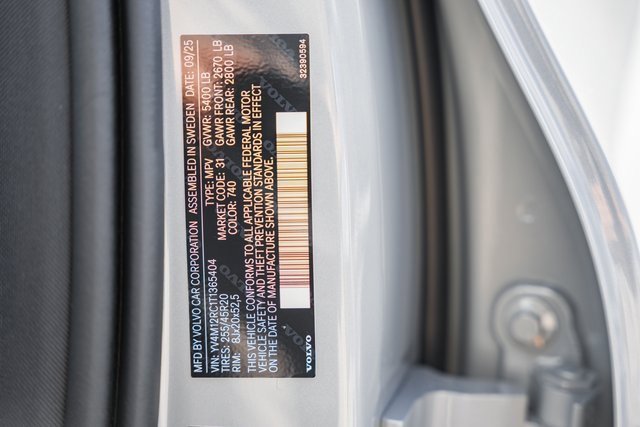 MFD BY VOLVO CAR CORPORATION ASSEMBLED IN SWEDEN DATE: 09/25
GVWR: 5400 LB
VIN: YV4M12RC1T1365404 TYPE: MPV GAWR FRONT: 2670 LB
TIRES: 255/45R20 MARKET CODE: 31 GAWR REAR: 2800 LB
RIM: 8Jx20x52,5 COLOR: 740
THIS VEHICLE CONFORMS TO ALL APPLICABLE FEDERAL MOTOR
VEHICLE SAFETY AND THEFT PREVENTION STANDARDS IN EFFECT
ON THE DATE OF MANUFACTURE SHOWN ABOVE.
VOLVO
32390594